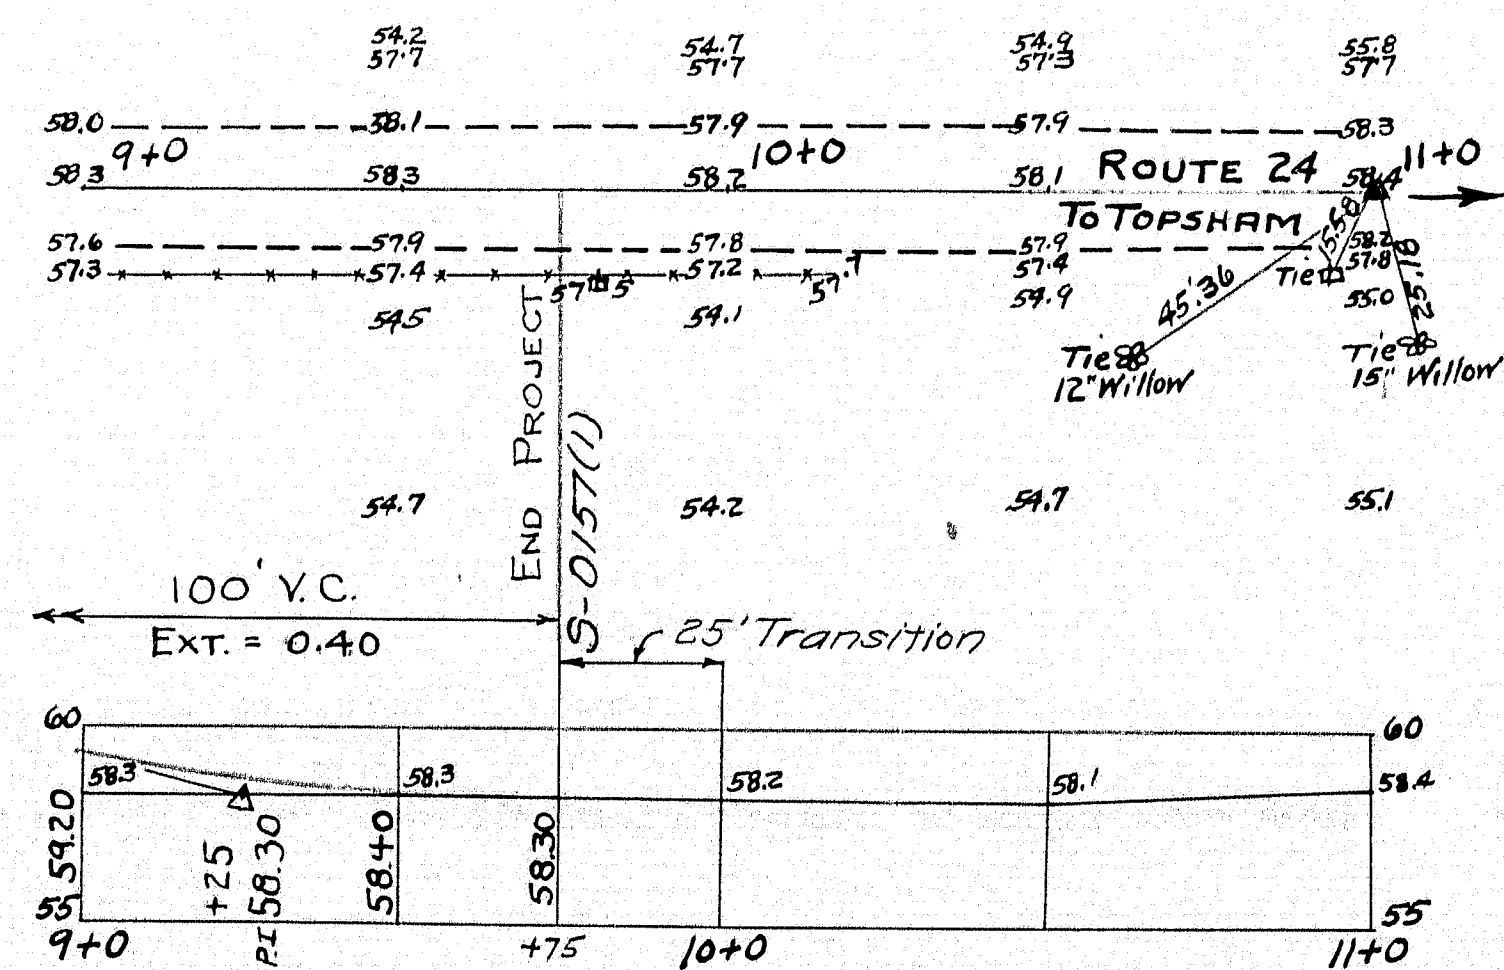 54.2 54.7 54.9 55.8
57.7 57.7 57.3 57.7
58.0 58.1 57.9 57.9 58.3
9+0 10+0 ROUTE 24 11+0
58.3 58.3 58.2 58.1 58.4
TO TOPSHAM
57.6 57.9 57.8 57.9 58.2
57.3 57.4 57.2 57.7 57.4 57.8
57.5
15.58
25.18
45.36
Tie
54.5 54.1 54.9 55.0
Tie Tie
12" Willow 15" Willow
END PROJECT
S-0157(1)
54.7 54.2 54.7 55.1
100' V.C.
EXT. = 0.40
25' Transition
60 60
58.3 58.3 58.2 58.1 58.4
59.20
+25
P.I 58.30
58.40
58.30
55 55
9+0 +75 10+0 11+0